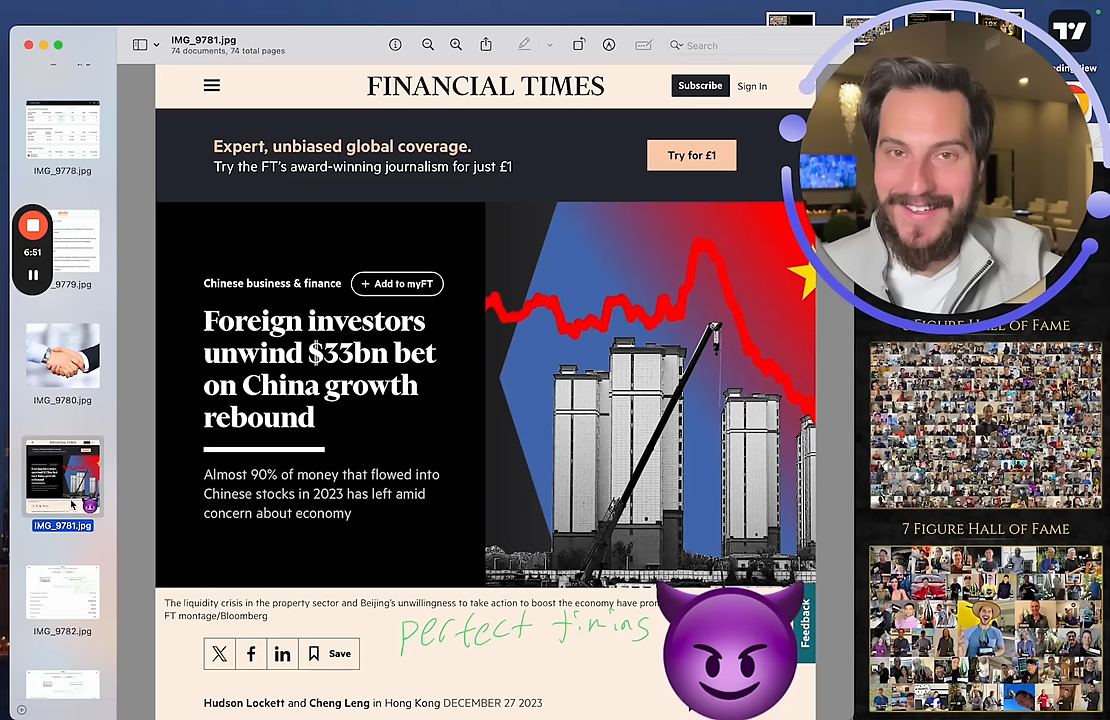 IMG_9781.jpg
74 documents, 74 total pages
Search
IMG_9778.jpg
6:51
_9779.jpg
IMG_9780.jpg
IMG_9781.jpg
IMG_9782.jpg
FINANCIAL TIMES
Subscribe
Sign In
Expert, unbiased global coverage.
Try the FT's award-winning journalism for just £1
Try for £1
Chinese business & finance
+ Add to myFT
Foreign investors
unwind $33bn bet
on China growth
rebound
Almost 90% of money that flowed into
Chinese stocks in 2023 has left amid
concern about economy
The liquidity crisis in the property sector and Beijing's unwillingness to take action to boost the economy have
FT montage/Bloomberg
perfect timing
Feedback
Save
Hudson Lockett and Cheng Leng in Hong Kong DECEMBER 27 2023
Figure Hall of Fame
7 Figure Hall of Fame